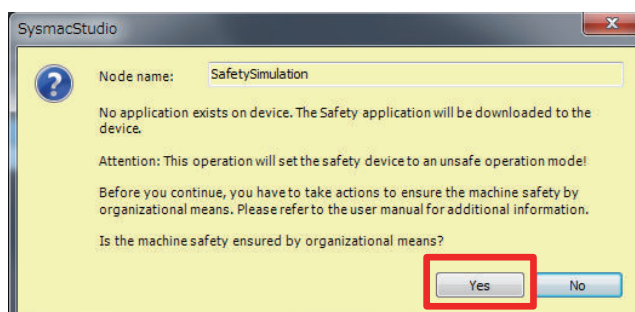 SysmacStudio
Node name: SafetySimulation
No application exists on device. The Safety application will be downloaded to the
device.
Attention: This operation will set the safety device to an unsafe operation mode!
Before you continue, you have to take actions to ensure the machine safety by
organizational means. Please refer to the user manual for additional information.
Is the machine safety ensured by organizational means?
Yes No